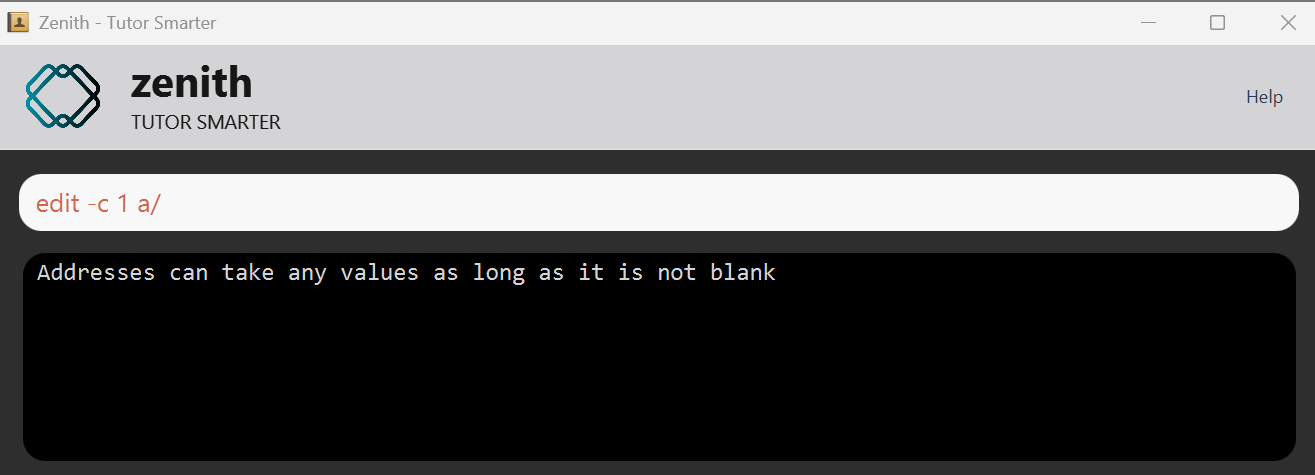 Zenith - Tutor Smarter
zenith
TUTOR SMARTER
Help
edit -c 1 a/
Addresses can take any values as long as it is not blank